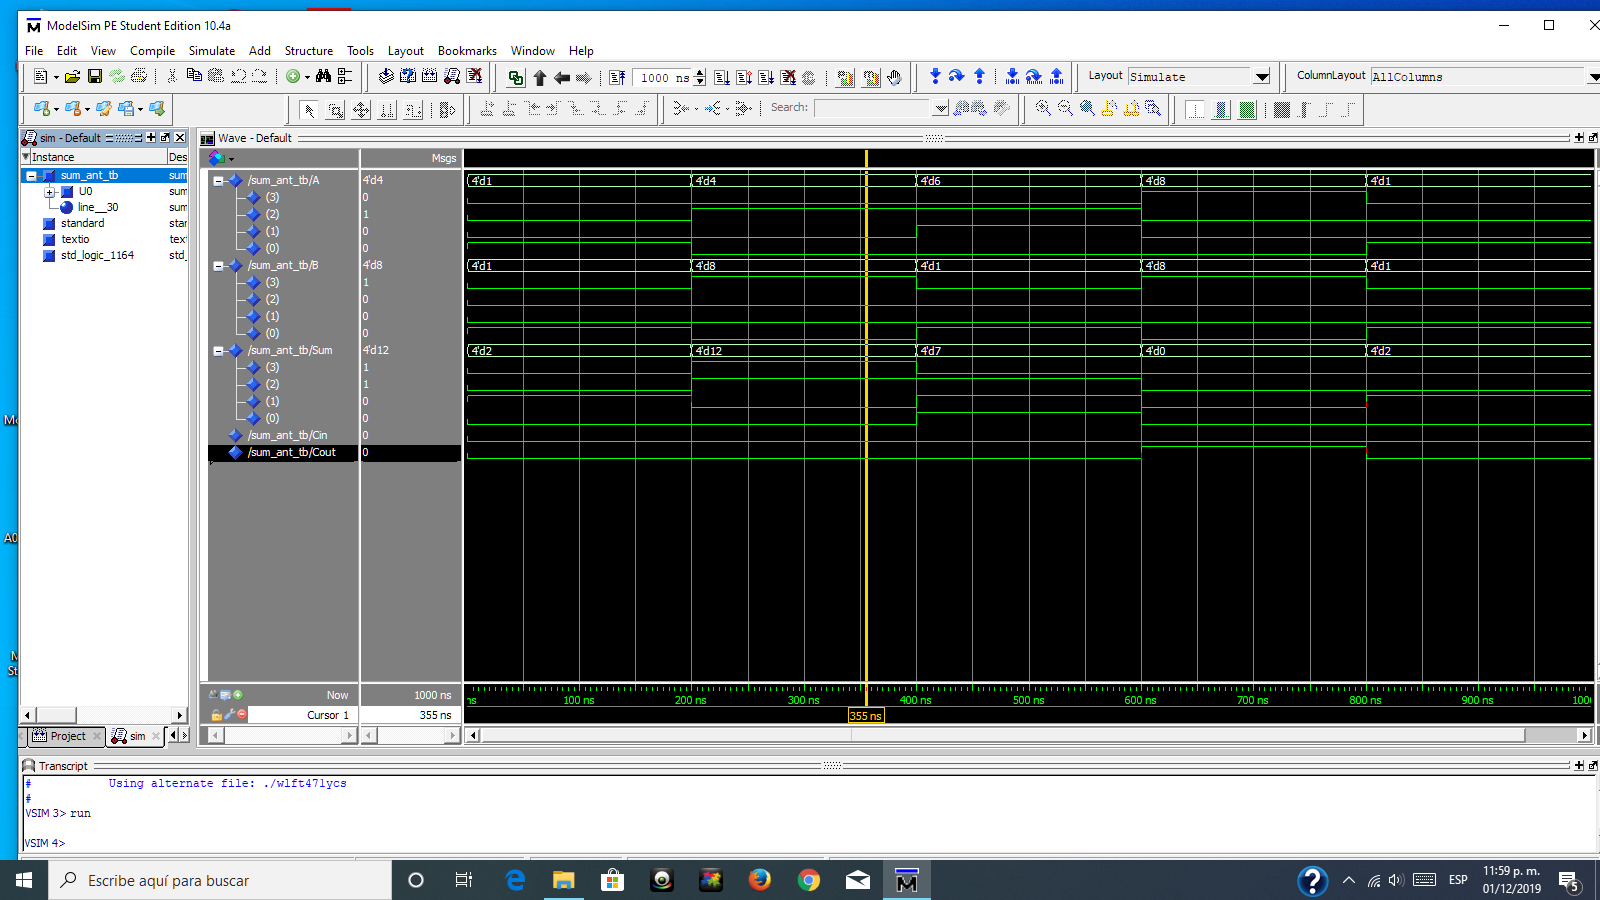 ModelSim PE Student Edition 10.4a
File Edit View Compile Simulate Add Structure Tools Layout Bookmarks Window Help
1000 ns
Layout Simulate
ColumnLayout AllColumns
Search:
sim - Default
Wave - Default
Instance Des
Msgs
sum_ant_tb sum
U0 sum
line__30 sum
standard star
textio text
std_logic_1164 std_
/sum_ant_tb/A 4'd4 4'd1 4'd4 4'd6 4'd8 4'd1
(3) 0
(2) 1
(1) 0
(0) 0
/sum_ant_tb/B 4'd8 4'd1 4'd8 4'd1 4'd8 4'd1
(3) 1
(2) 0
(1) 0
(0) 0
/sum_ant_tb/Sum 4'd12 4'd2 4'd12 4'd7 4'd0 4'd2
(3) 1
(2) 1
(1) 0
(0) 0
/sum_ant_tb/Cin 0
/sum_ant_tb/Cout 0
Mo
A0
M
St
Now 1000 ns
ns 100 ns 200 ns 300 ns 400 ns 500 ns 600 ns 700 ns 800 ns 900 ns 1000
Cursor 1 355 ns
355 ns
Project sim
Transcript
# Using alternate file: ./wlft47lycs
#
VSIM 3> run
VSIM 4>
Escribe aquí para buscar
ESP
11:59 p. m.
01/12/2019
5